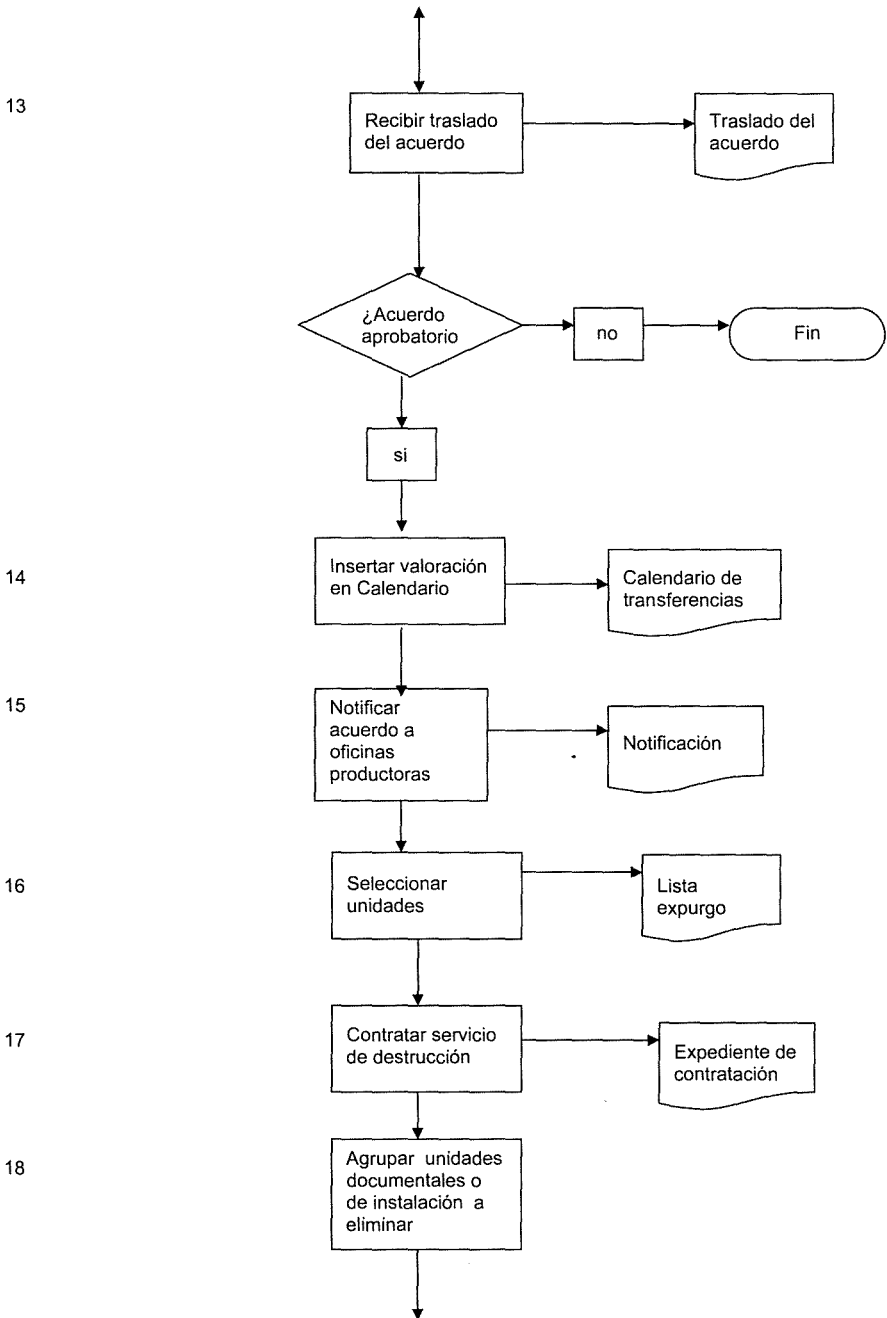 13
Recibir traslado
del acuerdo
Traslado del
acuerdo
¿Acuerdo
aprobatorio
no
Fin
si
14
Insertar valoración
en Calendario
Calendario de
transferencias
15
Notificar
acuerdo a
oficinas
productoras
Notificación
16
Seleccionar
unidades
Lista
expurgo
17
Contratar servicio
de destrucción
Expediente de
contratación
18
Agrupar unidades
documentales o
de instalación a
eliminar